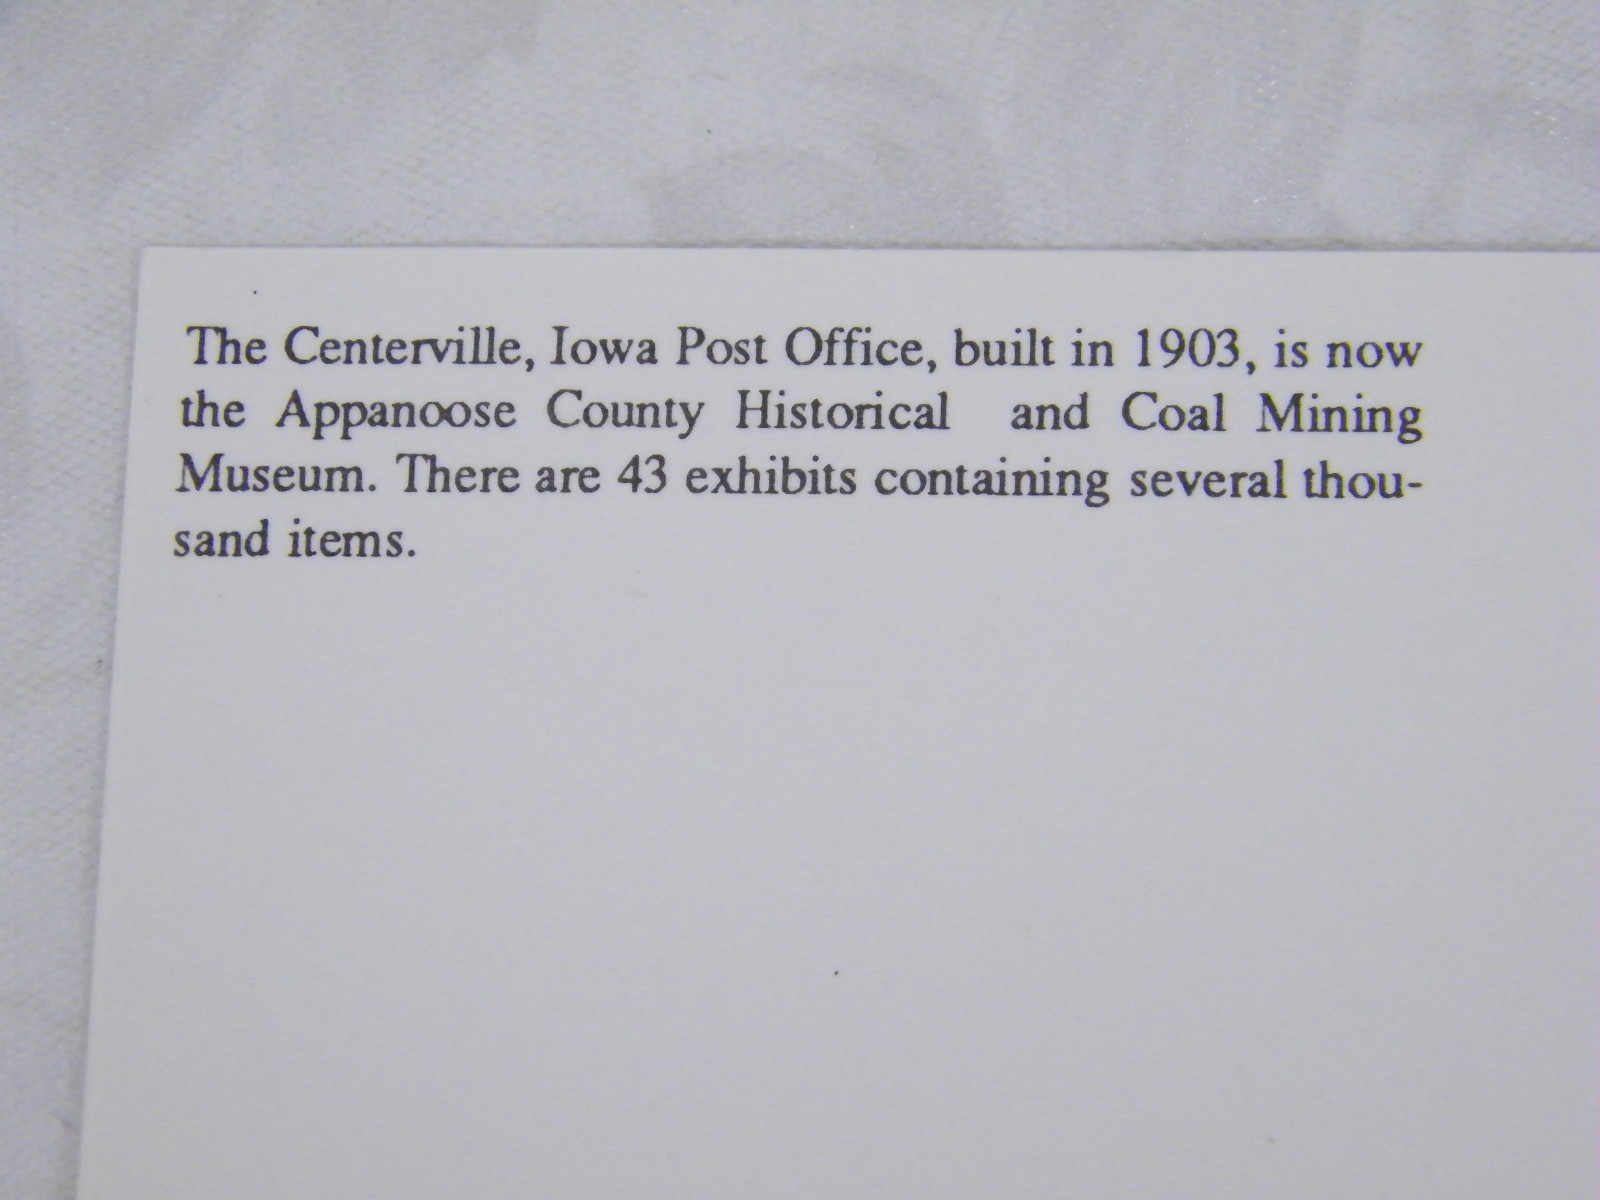 The Centerville, Iowa Post Office, built in 1903, is now
the Appanoose County Historical and Coal Mining
Museum. There are 43 exhibits containing several thou-
sand items.